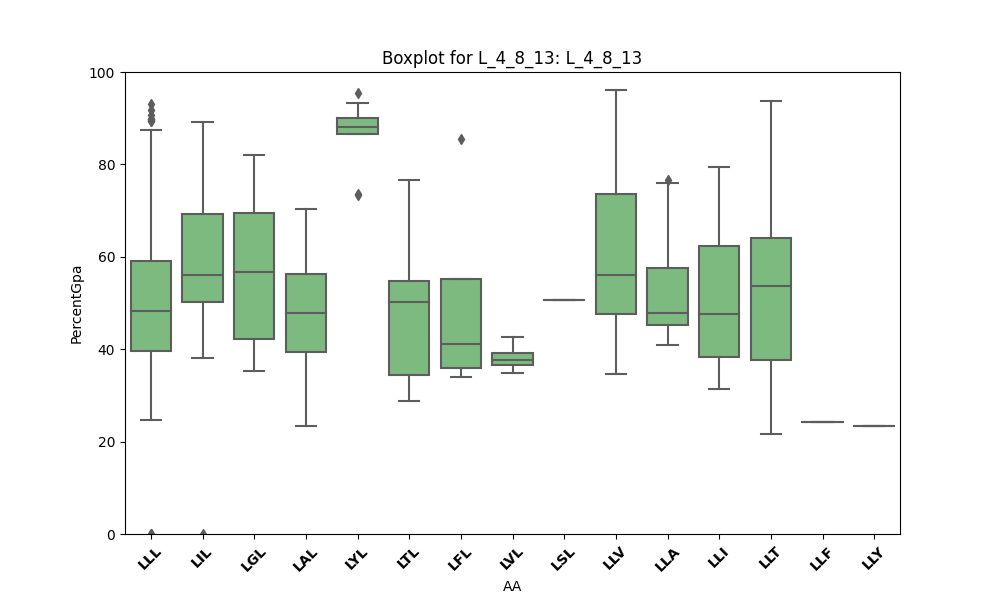 Boxplot for L_4_8_13: L_4_8_13
100
80
60
40
20
0
PercentGpa
LLL LIL LGL LAL LYL LTL LFL LVL LSL LLV LLA LLI LLT LLF LLY
AA